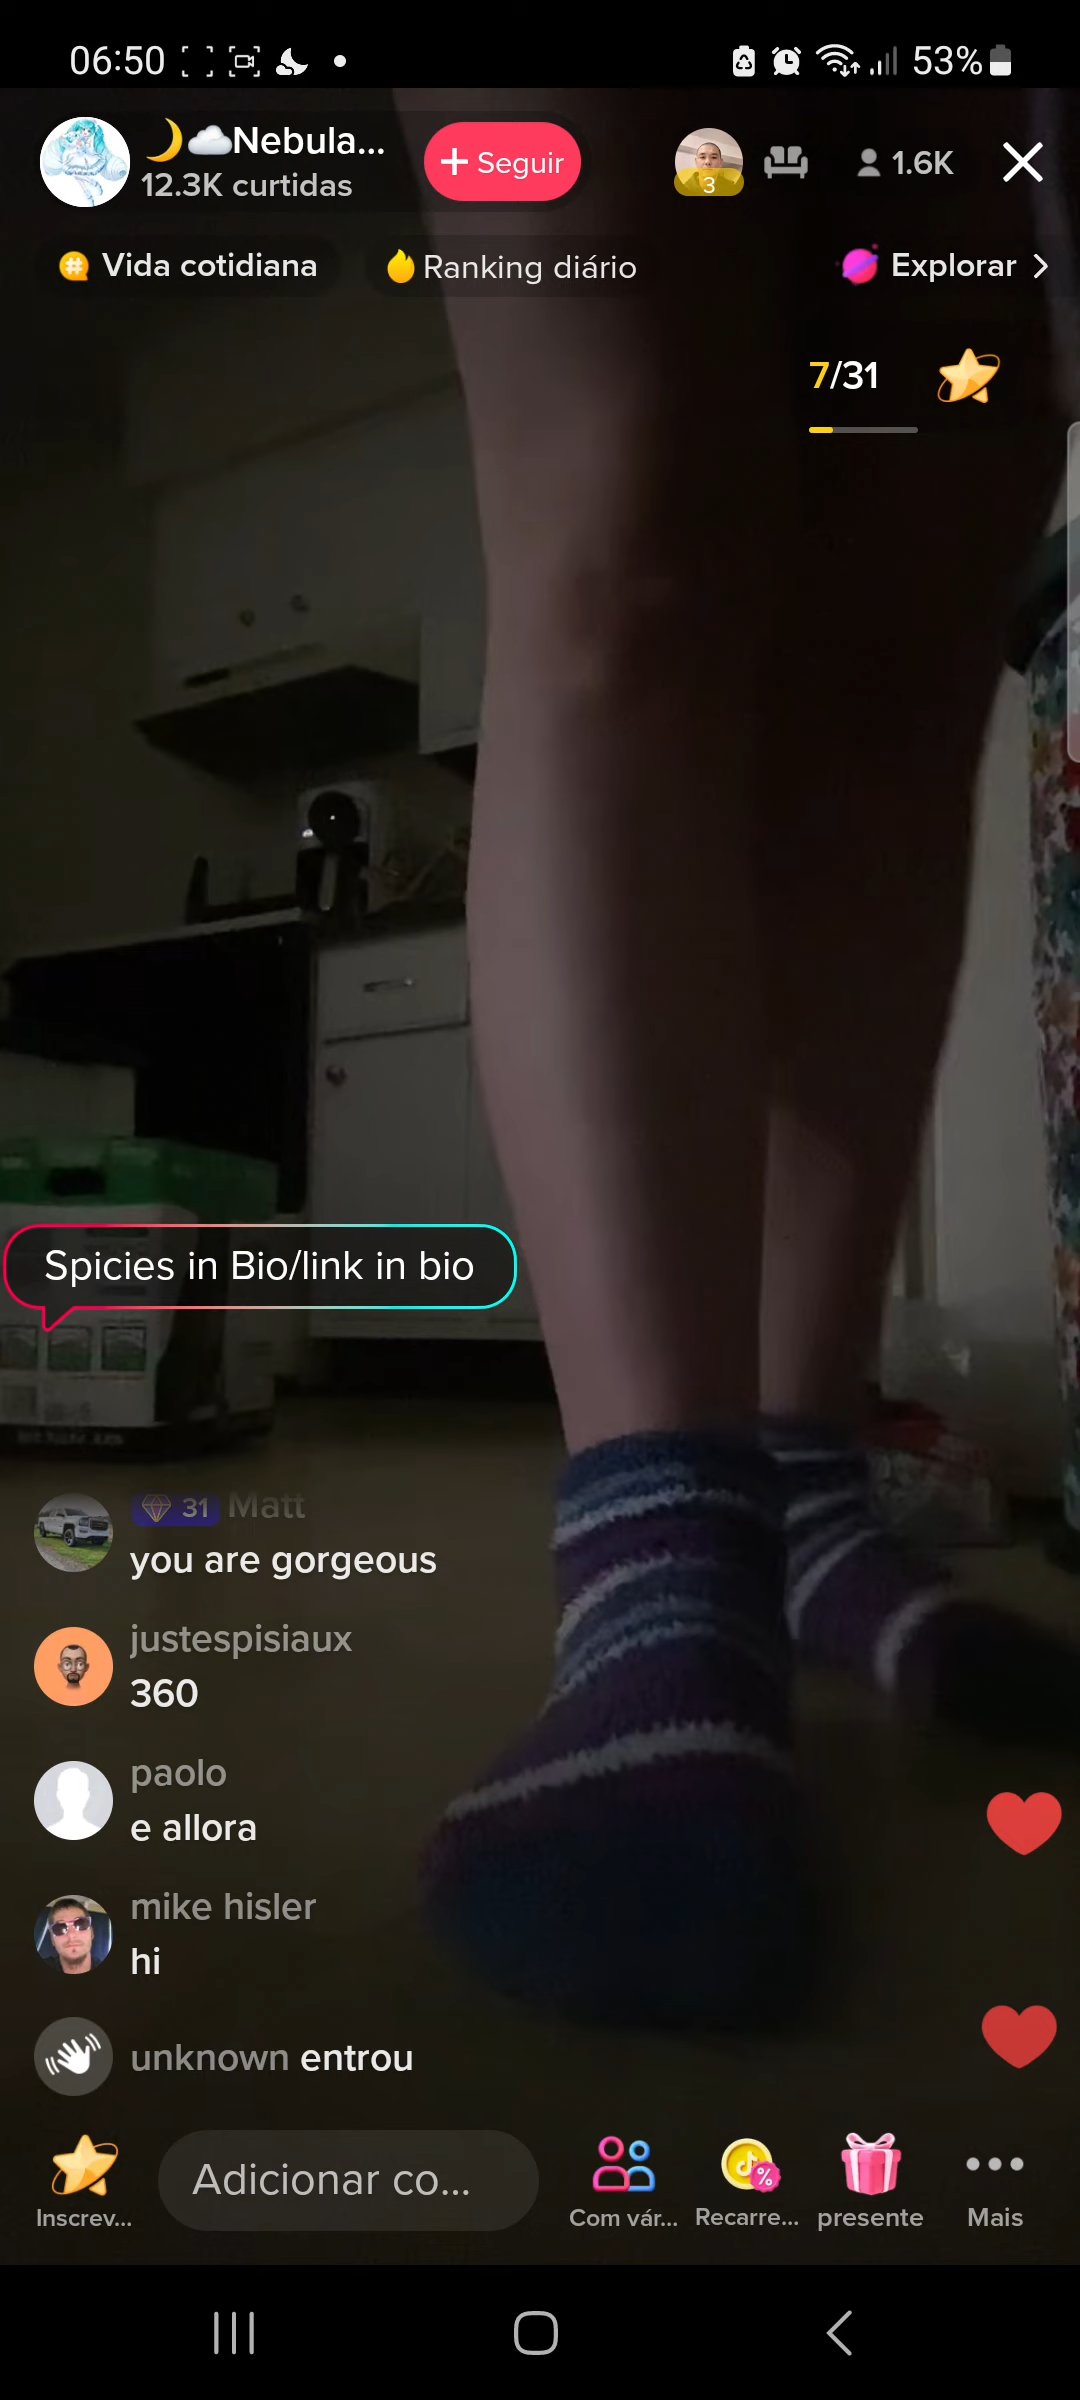 06:50
53%
Nebula...
12.3K curtidas
+ Seguir
3
1.6K
Vida cotidiana
Ranking diário
Explorar >
7/31
Spicies in Bio/link in bio
31 Matt
you are gorgeous
justespisiaux
360
paolo
e allora
mike hisler
hi
unknown entrou
Adicionar co...
Inscrev...
Com vár...
Recarre...
presente
Mais